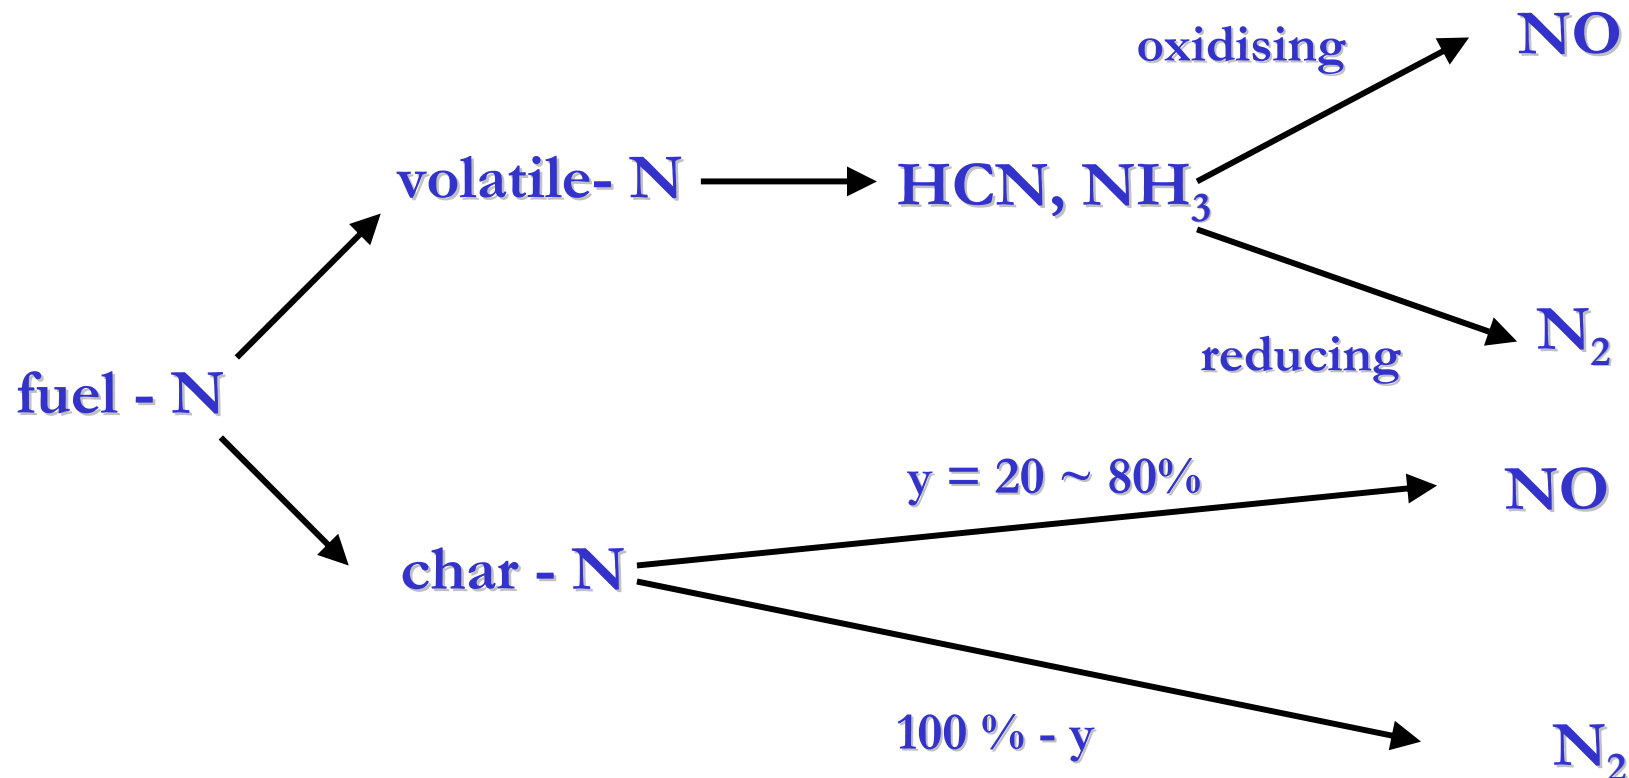 oxidising
NO
volatile- N
HCN, NH₃
reducing
N₂
fuel - N
y = 20 ~ 80%
NO
char - N
100 % - y
N₂